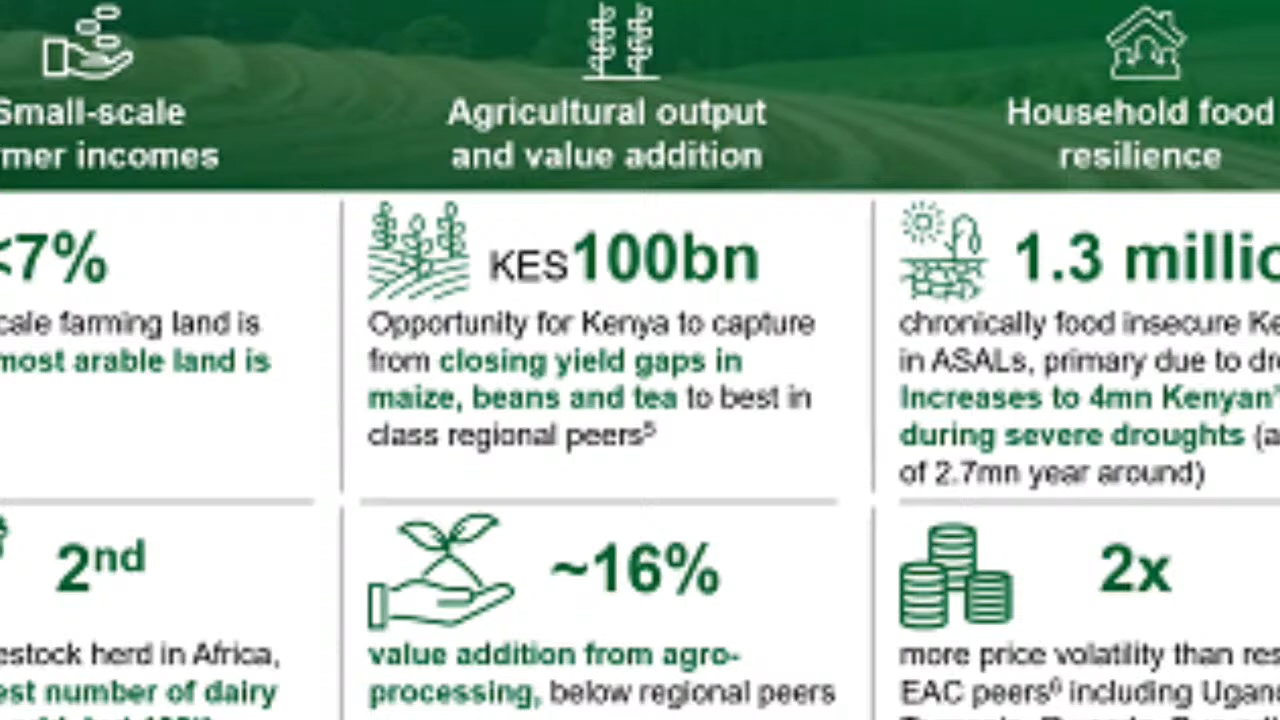 Small-scale
mer incomes
Agricultural output
and value addition
Household food
resilience
<7%
cale farming land is
most arable land is
KES100bn
Opportunity for Kenya to capture
from closing yield gaps in
maize, beans and tea to best in
class regional peers⁵
1.3 millio
chronically food insecure Ke
in ASALs, primary due to dro
Increases to 4mn Kenyan'
during severe droughts (a
of 2.7mn year around)
2nd
estock herd in Africa,
est number of dairy
~16%
value addition from agro-
processing, below regional peers
2x
more price volatility than res
EAC peers⁶ including Ugan